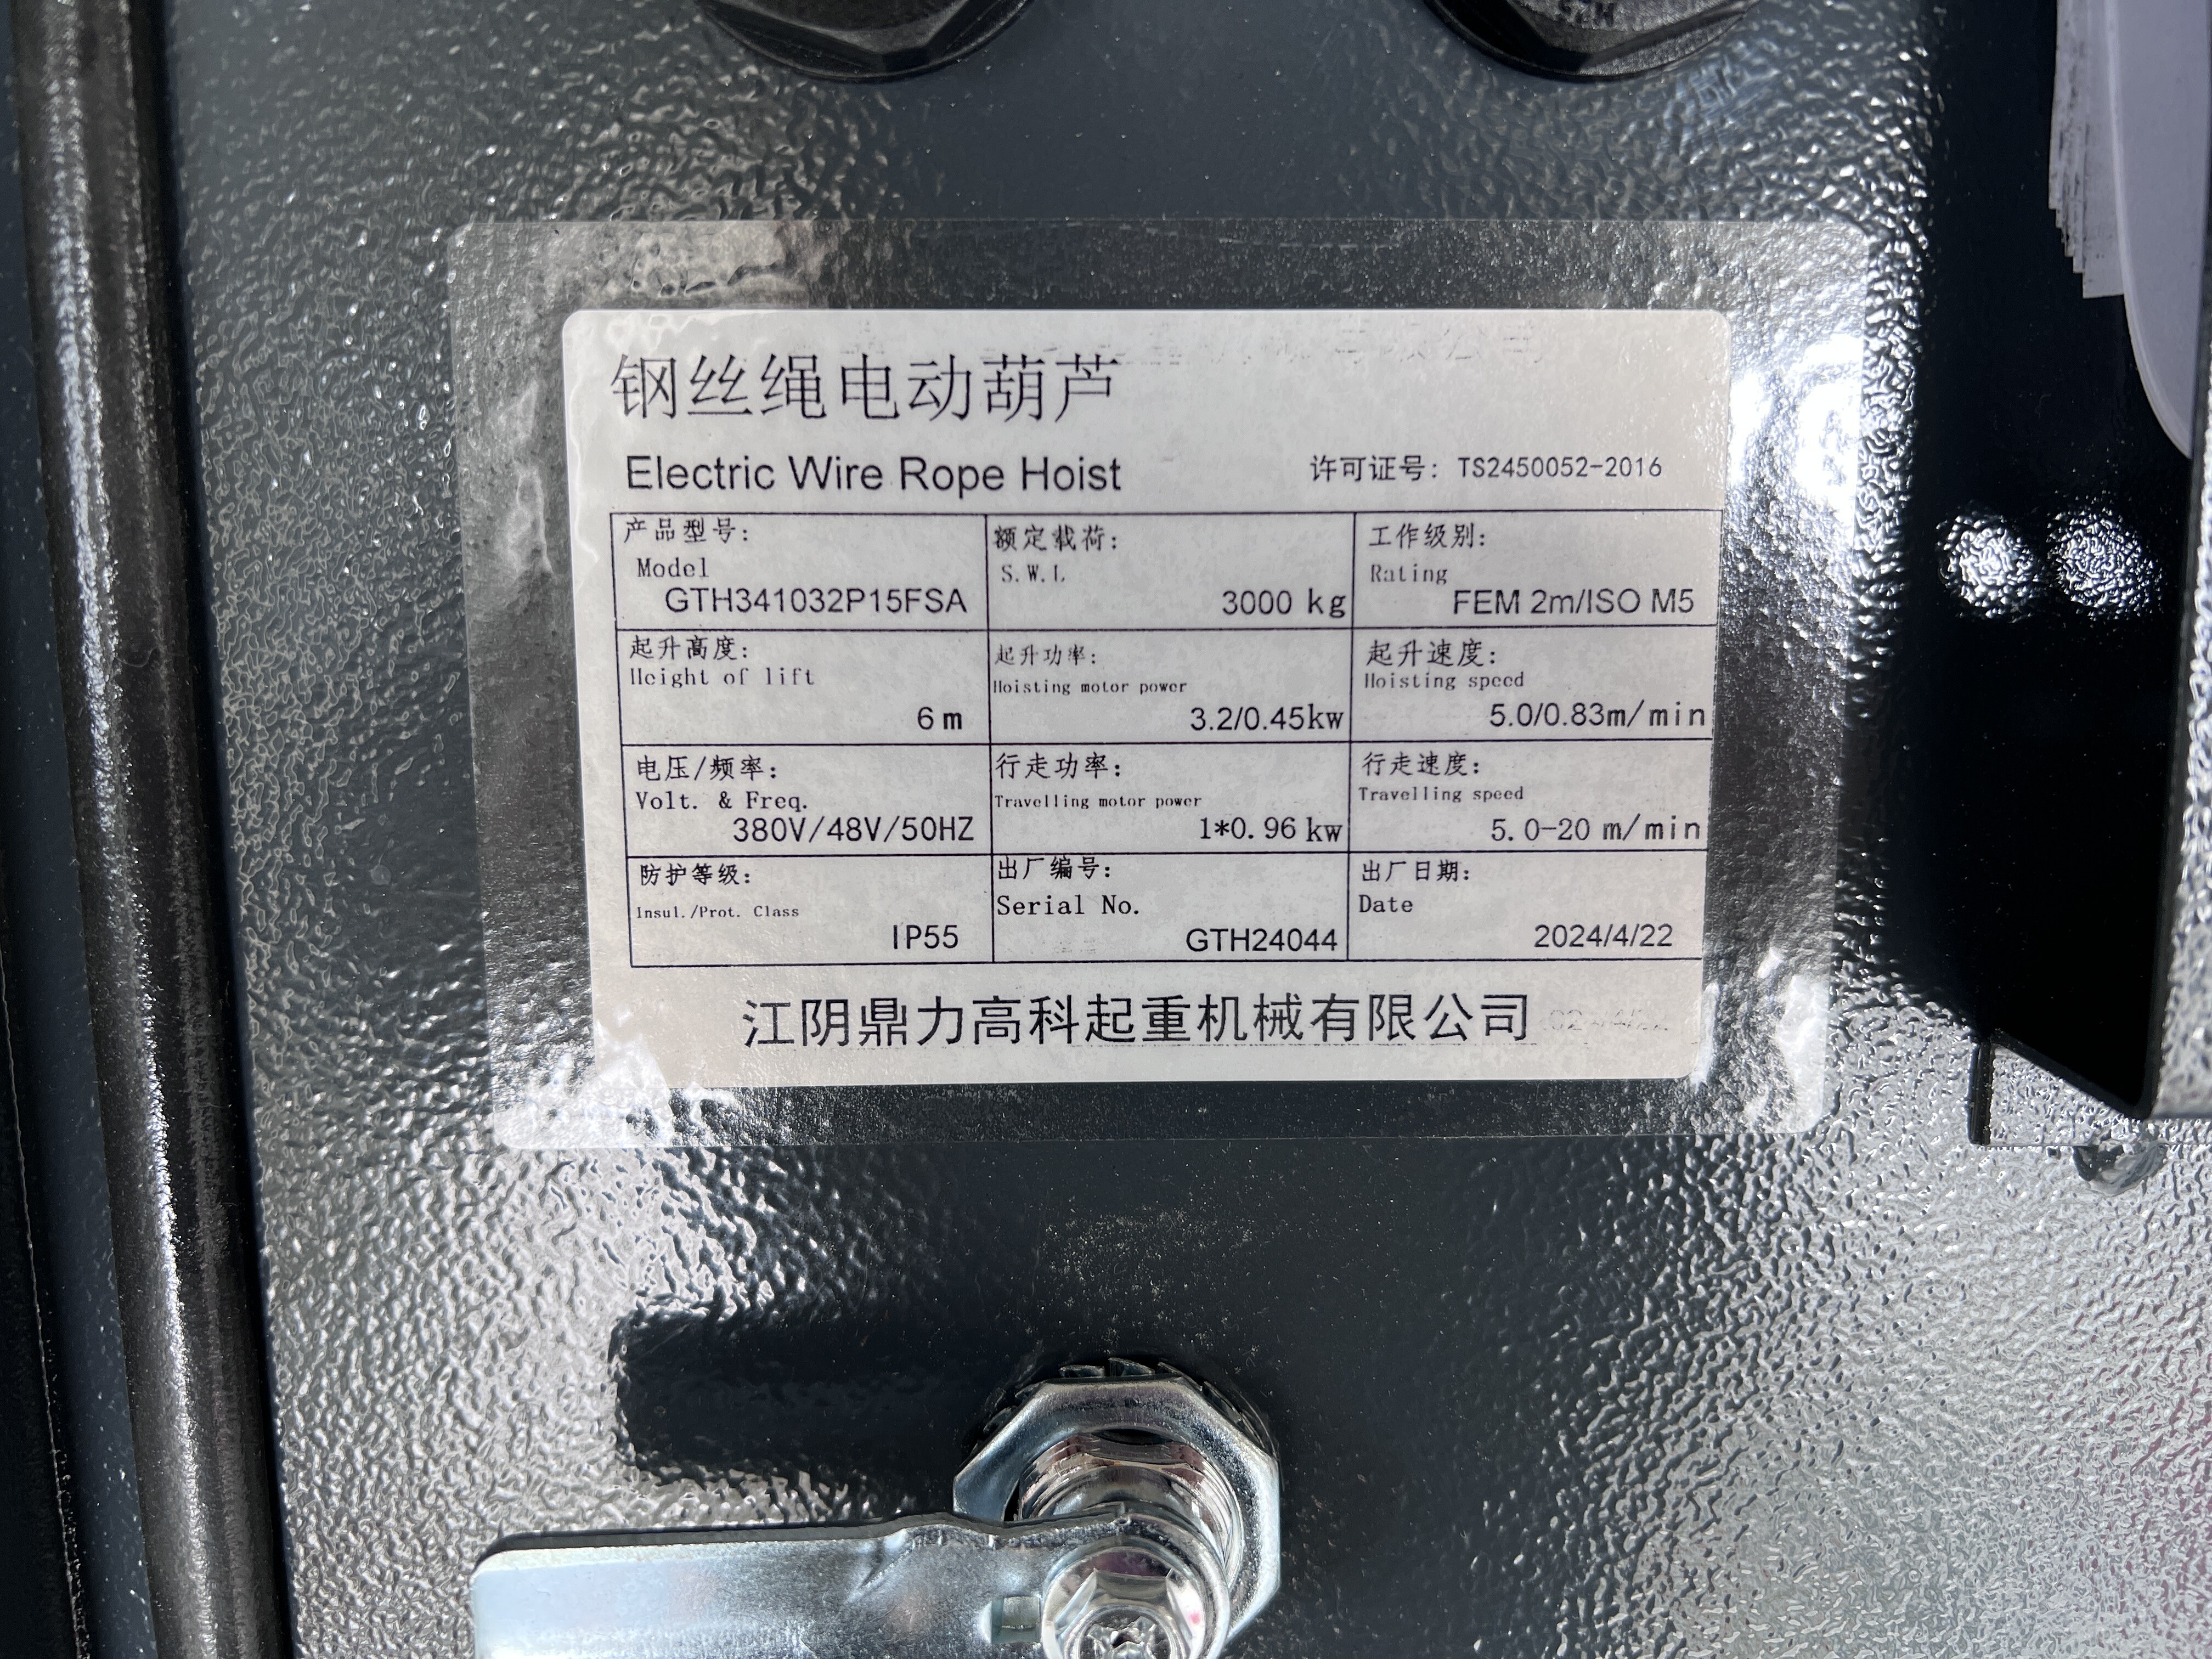 钢丝绳电动葫芦
Electric Wire Rope Hoist 许可证号: TS2450052-2016
产品型号: 额定载荷: 工作级别:
Model S.W.L Rating
GTH341032P15FSA 3000 kg FEM 2m/ISO M5
起升高度: 起升功率: 起升速度:
Height of lift Hoisting motor power Hoisting speed
6m 3.2/0.45kw 5.0/0.83m/min
电压/频率: 行走功率: 行走速度:
Volt. & Freq. Travelling motor power Travelling speed
380V/48V/50HZ 1*0.96 kw 5.0-20 m/min
防护等级: 出厂编号: 出厂日期:
Insul./Prot. Class Serial No. Date
IP55 GTH24044 2024/4/22
江阴鼎力高科起重机械有限公司